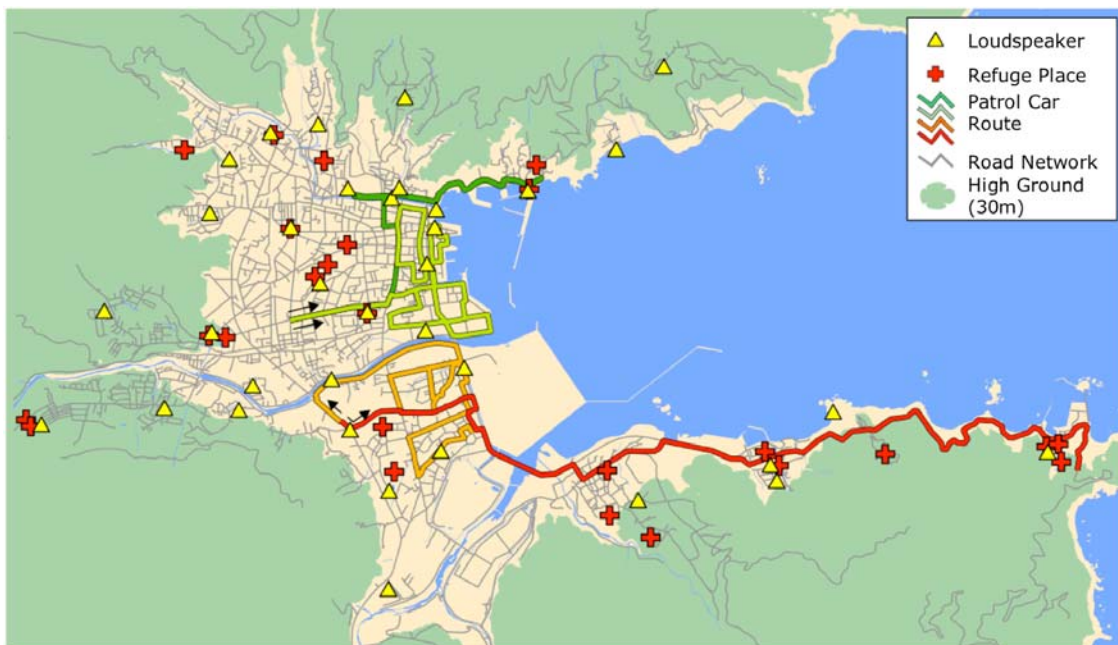 Loudspeaker
Refuge Place
Patrol Car
Route
Road Network
High Ground
(30m)